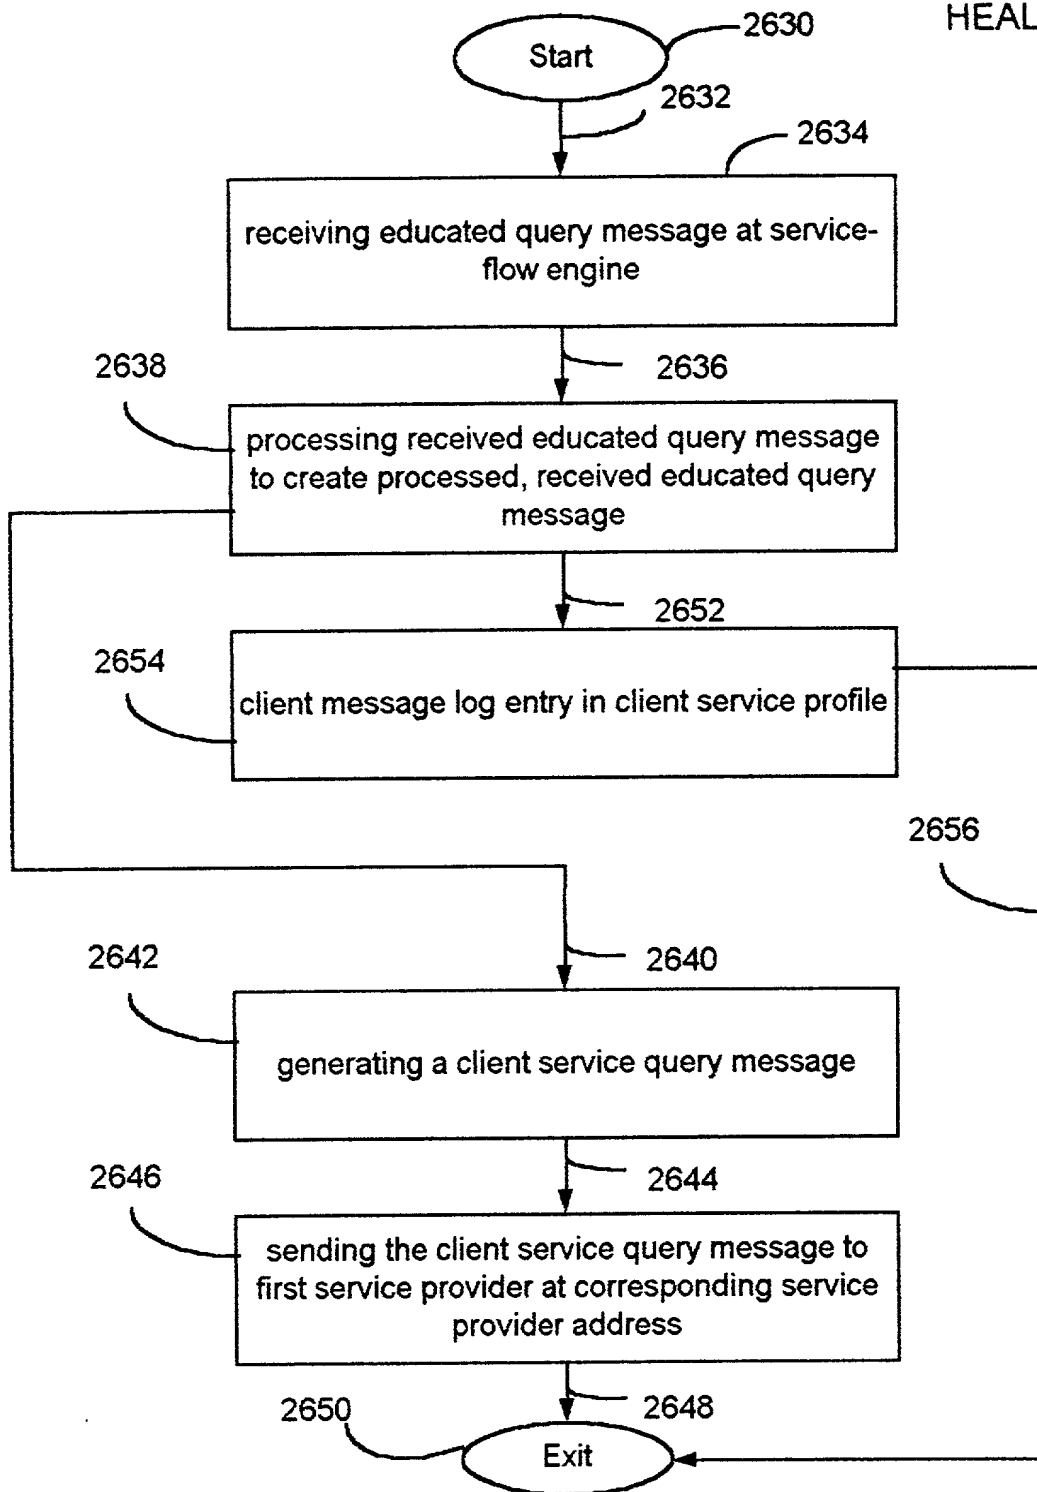 HEAL
2630
Start
2632
2634
receiving educated query message at service-
flow engine
2638
2636
processing received educated query message
to create processed, received educated query
message
2652
2654
client message log entry in client service profile
2656
2642
2640
generating a client service query message
2646
2644
sending the client service query message to
first service provider at corresponding service
provider address
2650
2648
Exit